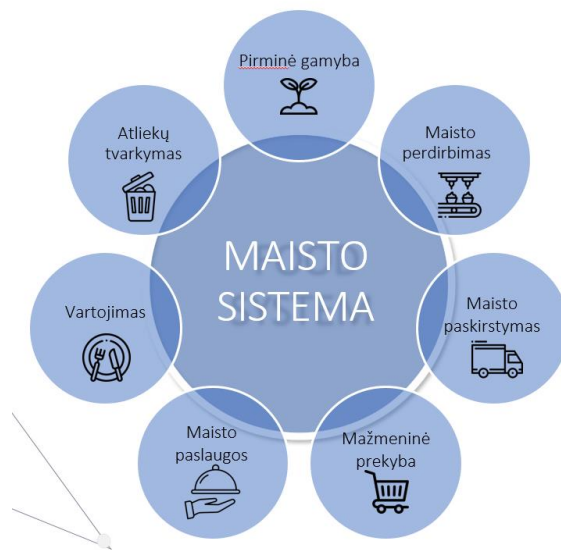 Pirminė gamyba
Maisto
perdirbimas
Maisto
paskirstymas
Mažmeninė
prekyba
Maisto
paslaugos
Vartojimas
Atliekų
tvarkymas
MAISTO
SISTEMA